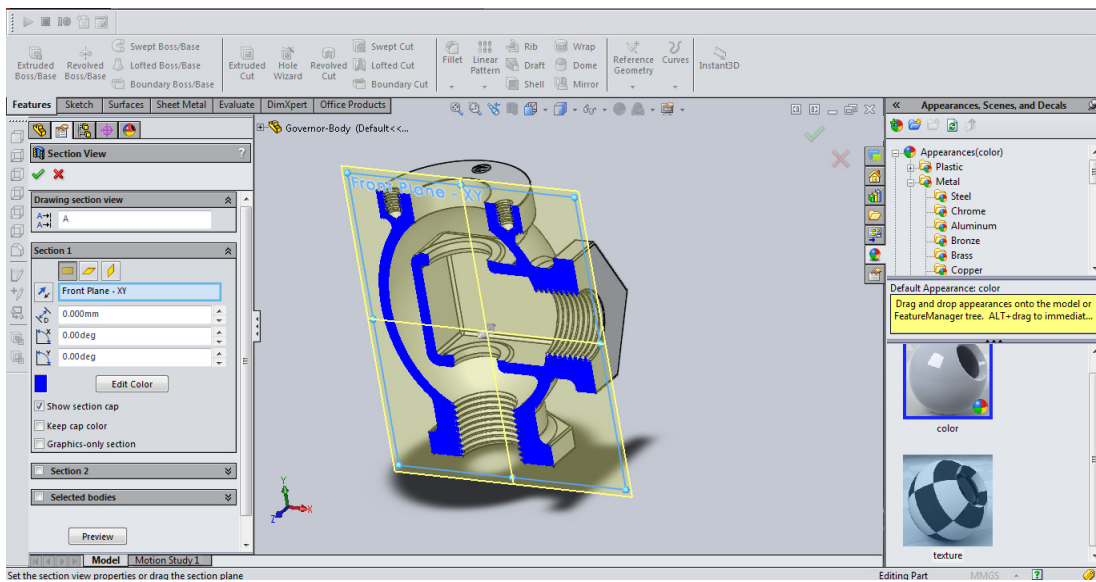 Extruded Boss/Base
Revolved Boss/Base
Swept Boss/Base
Lofted Boss/Base
Boundary Boss/Base
Extruded Cut
Hole Wizard
Revolved Cut
Swept Cut
Lofted Cut
Boundary Cut
Fillet
Linear Pattern
Rib
Draft
Shell
Wrap
Dome
Mirror
Reference Geometry
Curves
Instant3D
Features Sketch Surfaces Sheet Metal Evaluate DimXpert Office Products
Section View ?
Drawing section view
A
Section 1
Front Plane - XY
0.000mm
0.00deg
0.00deg
Edit Color
Show section cap
Keep cap color
Graphics-only section
Section 2
Selected bodies
Preview
Governor-Body (Default<<...
Front Plane - XY
Y
X
Z
Appearances, Scenes, and Decals
Appearances(color)
Plastic
Metal
Steel
Chrome
Aluminum
Bronze
Brass
Copper
Default Appearance: color
Drag and drop appearances onto the model or
FeatureManager tree. ALT+drag to immediat...
color
texture
Model Motion Study 1
Set the section view properties or drag the section plane
Editing Part MMGS